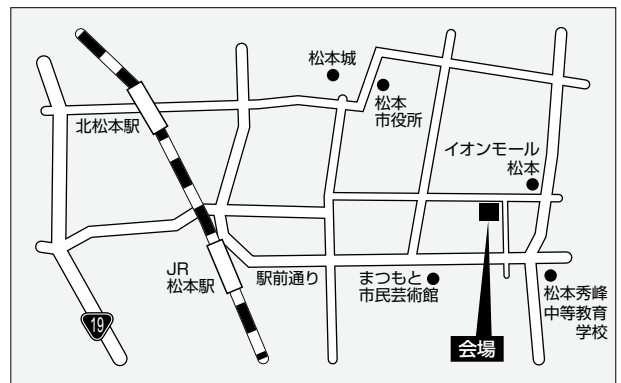 松本城
松本
市役所
北松本駅
イオンモール
松本
JR
松本駅
駅前通り
まつもと
市民芸術館
松本秀峰
中等教育
学校
19
会場